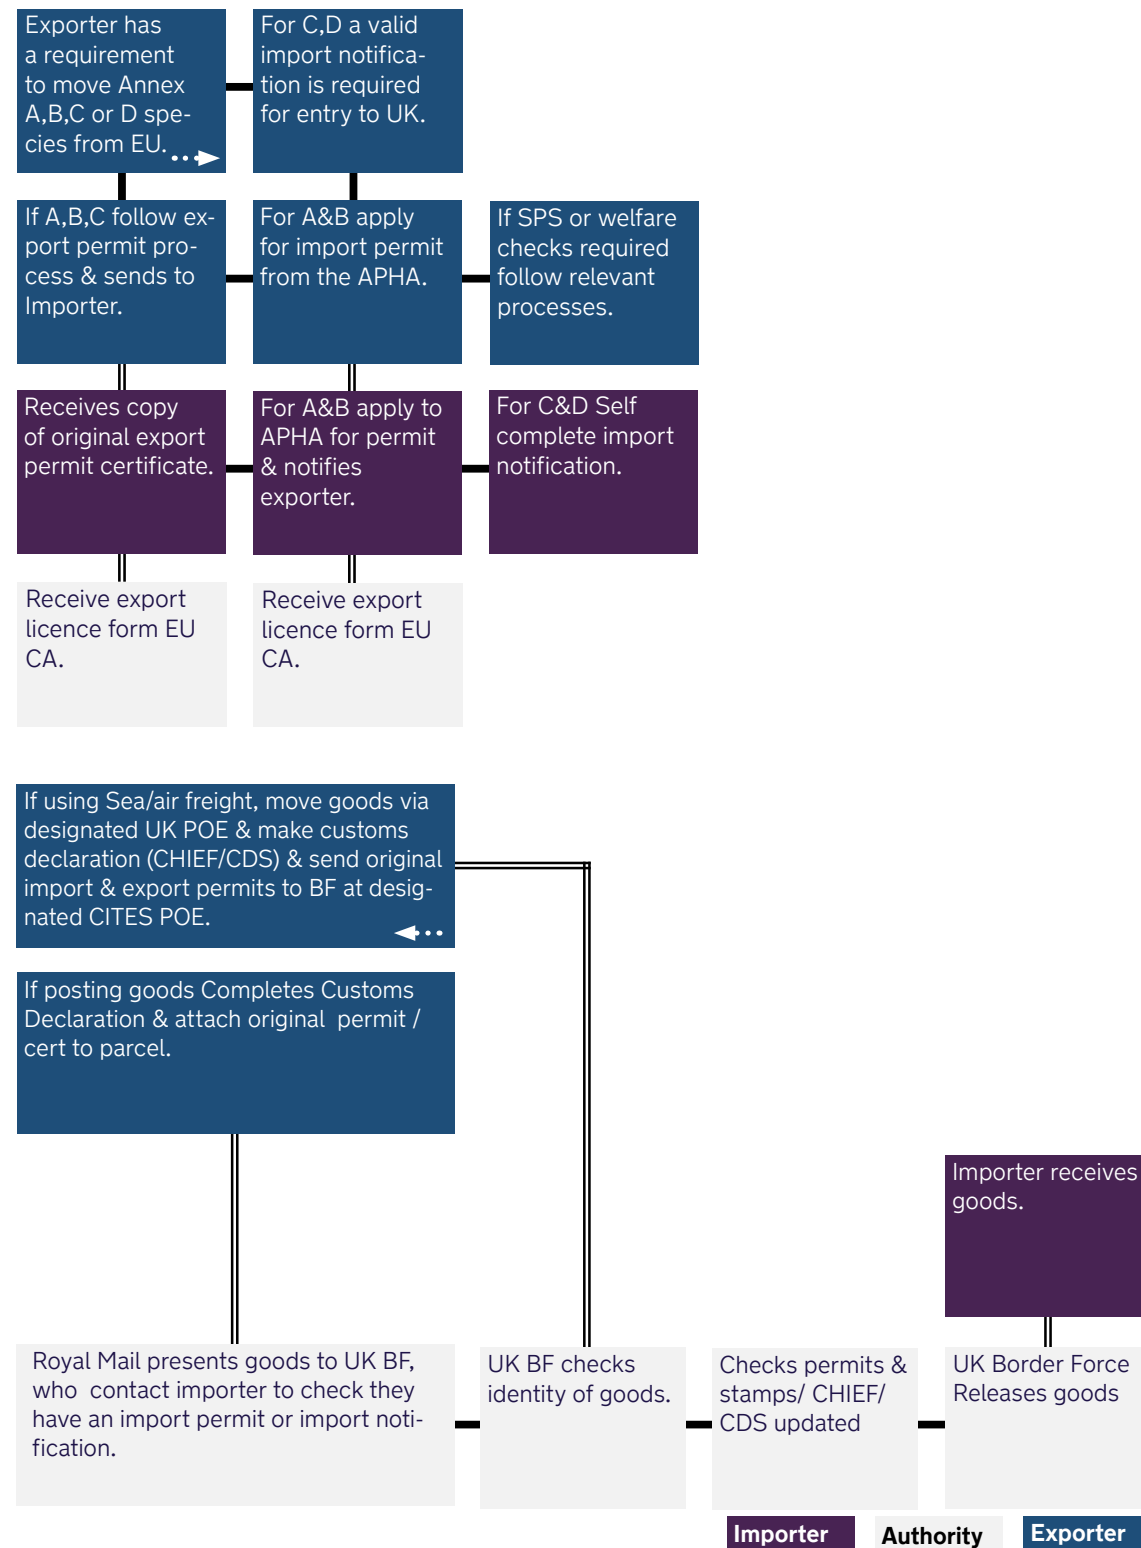 Exporter has
a requirement
to move Annex
A,B,C or D spe-
cies from EU.
For C,D a valid
import notifica-
tion is required
for entry to UK.
If A,B,C follow ex-
port permit pro-
cess & sends to
Importer.
For A&B apply
for import permit
from the APHA.
If SPS or welfare
checks required
follow relevant
processes.
Receives copy
of original export
permit certificate.
For A&B apply to
APHA for permit
& notifies
exporter.
For C&D Self
complete import
notification.
Receive export
licence form EU
CA.
Receive export
licence form EU
CA.
If using Sea/air freight, move goods via
designated UK POE & make customs
declaration (CHIEF/CDS) & send original
import & export permits to BF at desig-
nated CITES POE.
If posting goods Completes Customs
Declaration & attach original permit /
cert to parcel.
Importer receives
goods.
Royal Mail presents goods to UK BF,
who contact importer to check they
have an import permit or import noti-
fication.
UK BF checks
identity of goods.
Checks permits &
stamps/ CHIEF/
CDS updated
UK Border Force
Releases goods
Importer
Authority
Exporter